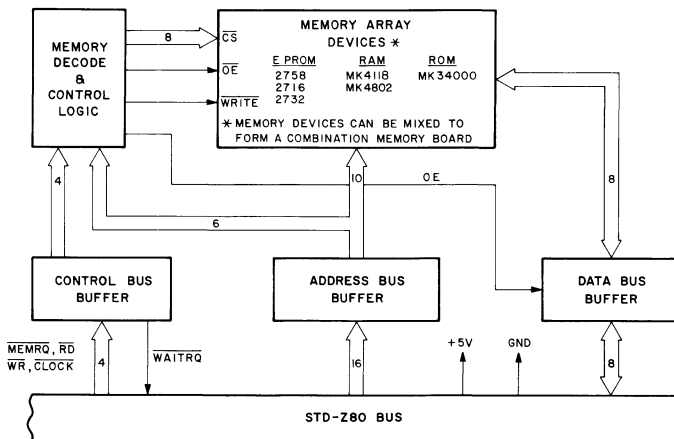 MEMORY
DECODE
&
CONTROL
LOGIC
8
CS
OE
WRITE
MEMORY ARRAY
DEVICES *
E PROM RAM ROM
2758 MK4118 MK34000
2716 MK4802
2732
* MEMORY DEVICES CAN BE MIXED TO
FORM A COMBINATION MEMORY BOARD
4
10
OE
8
6
CONTROL BUS
BUFFER
ADDRESS BUS
BUFFER
DATA BUS
BUFFER
MEMRQ, RD
WR, CLOCK
4
WAITRQ
16
+5V
GND
8
STD-Z80 BUS